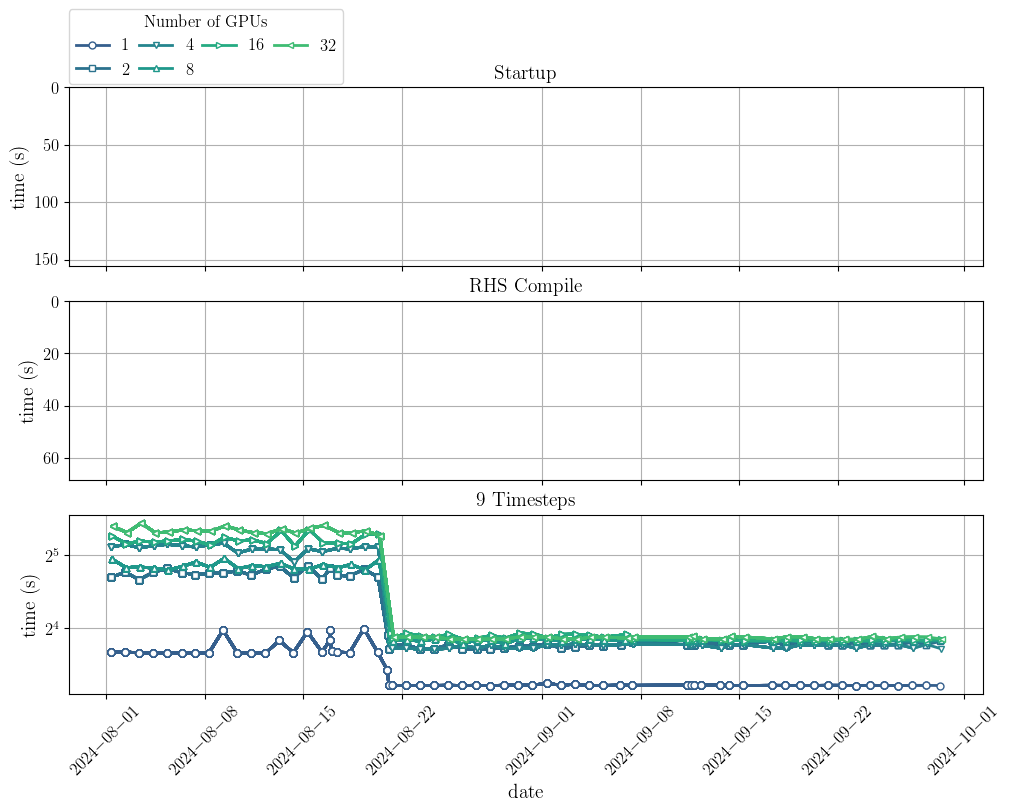 Number of GPUs
1 4 16 32
2 8
Startup
0
50
100
150
time (s)
RHS Compile
0
20
40
60
time (s)
9 Timesteps
2⁵
2⁴
time (s)
2024−08−01 2024−08−08 2024−08−15 2024−08−22 2024−09−01 2024−09−08 2024−09−15 2024−09−22 2024−10−01
date